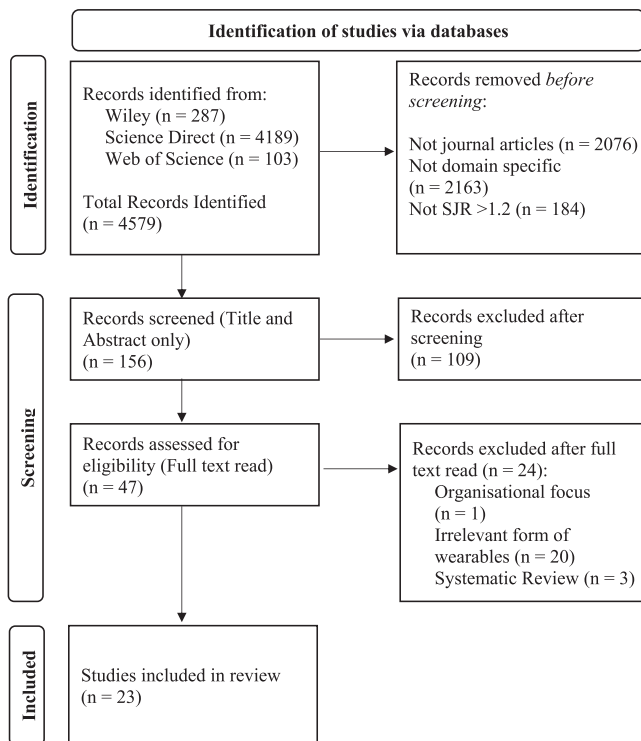 Identification of studies via databases
Identification
Records identified from:
Wiley (n = 287)
Science Direct (n = 4189)
Web of Science (n = 103)
Total Records Identified
(n = 4579)
Records removed before
screening:
Not journal articles (n = 2076)
Not domain specific
(n = 2163)
Not SJR >1.2 (n = 184)
Screening
Records screened (Title and
Abstract only)
(n = 156)
Records excluded after
screening
(n = 109)
Records assessed for
eligibility (Full text read)
(n = 47)
Records excluded after full
text read (n = 24):
Organisational focus
(n = 1)
Irrelevant form of
wearables (n = 20)
Systematic Review (n = 3)
Included
Studies included in review
(n = 23)